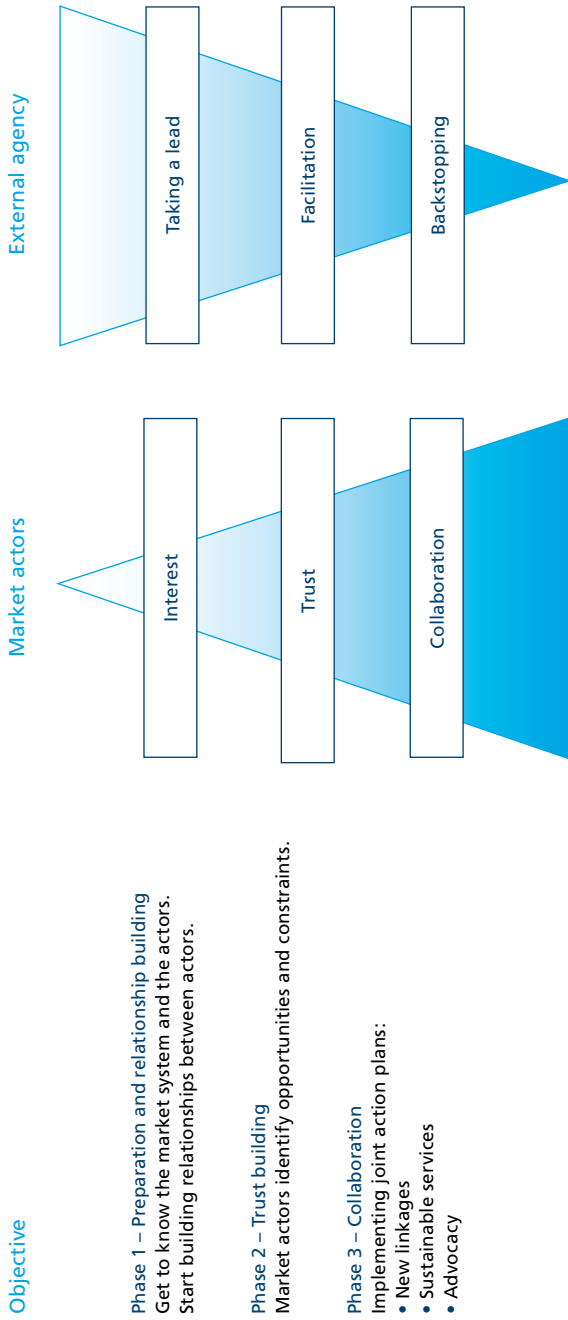 Objective
Phase 1 – Preparation and relationship building
Get to know the market system and the actors.
Start building relationships between actors.
Phase 2 – Trust building
Market actors identify opportunities and constraints.
Phase 3 – Collaboration
Implementing joint action plans:
• New linkages
• Sustainable services
• Advocacy
Market actors
Interest
Trust
Collaboration
External agency
Taking a lead
Facilitation
Backstopping